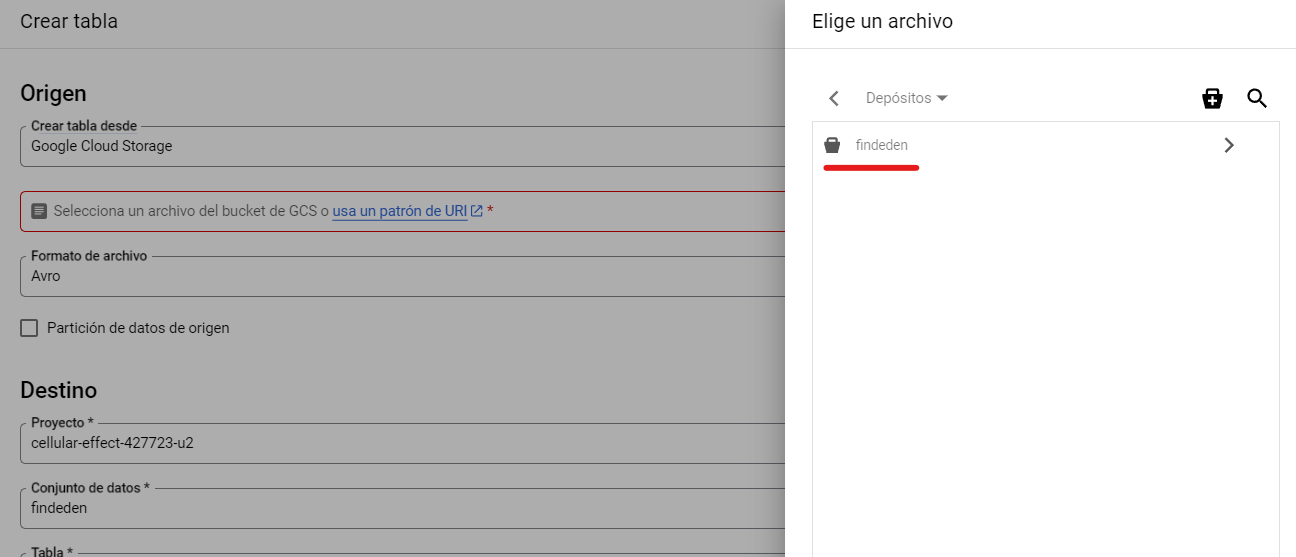 Crear tabla
Origen
Crear tabla desde
Google Cloud Storage
Selecciona un archivo del bucket de GCS o usa un patrón de URI *
Formato de archivo
Avro
Partición de datos de origen
Destino
Proyecto *
cellular-effect-427723-u2
Conjunto de datos *
findeden
Tabla *
Elige un archivo
Depósitos
findeden